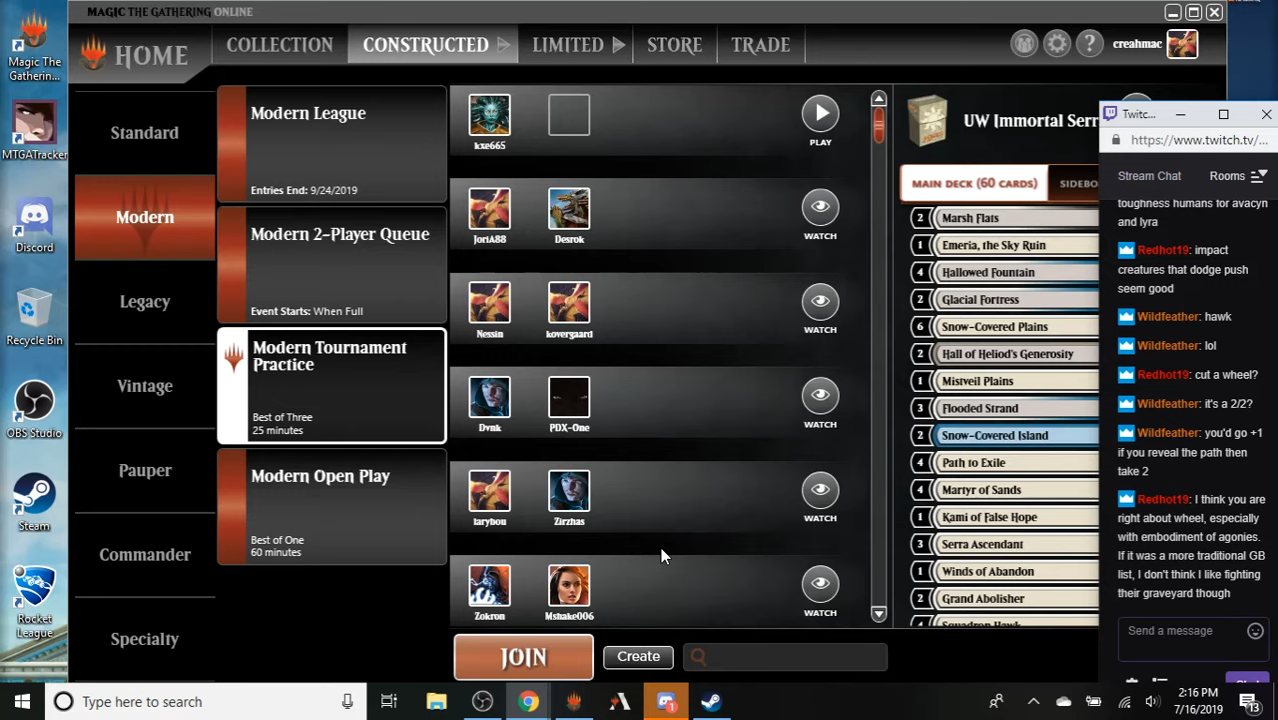 MAGIC THE GATHERING ONLINE
HOME
COLLECTION
CONSTRUCTED
LIMITED
STORE
TRADE
creahmac
Magic The
Gatherin...
MTGATracker
Discord
Recycle Bin
OBS Studio
Steam
Rocket
League
Standard
Modern
Legacy
Vintage
Pauper
Commander
Specialty
Modern League
Entries End: 9/24/2019
Modern 2-Player Queue
Event Starts: When Full
Modern Tournament
Practice
Best of Three
25 minutes
Modern Open Play
Best of One
60 minutes
kxe665
PLAY
JoriA88
Desrok
WATCH
Nessin
kovergaard
WATCH
Dvnk
PDX-One
WATCH
larybou
Zirzhas
WATCH
Zokron
Mshake006
WATCH
JOIN
Create
UW Immortal Serr
MAIN DECK (60 CARDS)
SIDEBO
2 Marsh Flats
1 Emeria, the Sky Ruin
4 Hallowed Fountain
2 Glacial Fortress
6 Snow-Covered Plains
2 Hall of Heliod's Generosity
1 Mistveil Plains
3 Flooded Strand
2 Snow-Covered Island
4 Path to Exile
4 Martyr of Sands
1 Kami of False Hope
3 Serra Ascendant
1 Winds of Abandon
2 Grand Abolisher
4 Squadron Hawk
Twitc...
https://www.twitch.tv/...
Stream Chat
Rooms
toughness humans for avacyn
and lyra
Redhot19: impact
creatures that dodge push
seem good
Wildfeather: hawk
Wildfeather: lol
Redhot19: cut a wheel?
Wildfeather: it's a 2/2?
Wildfeather: you'd go +1
if you reveal the path then
take 2
Redhot19: I think you are
right about wheel, especially
with embodiment of agonies.
If it was a more traditional GB
list, I don't think I like fighting
their graveyard though
Send a message
Type here to search
1
2:16 PM
7/16/2019
13